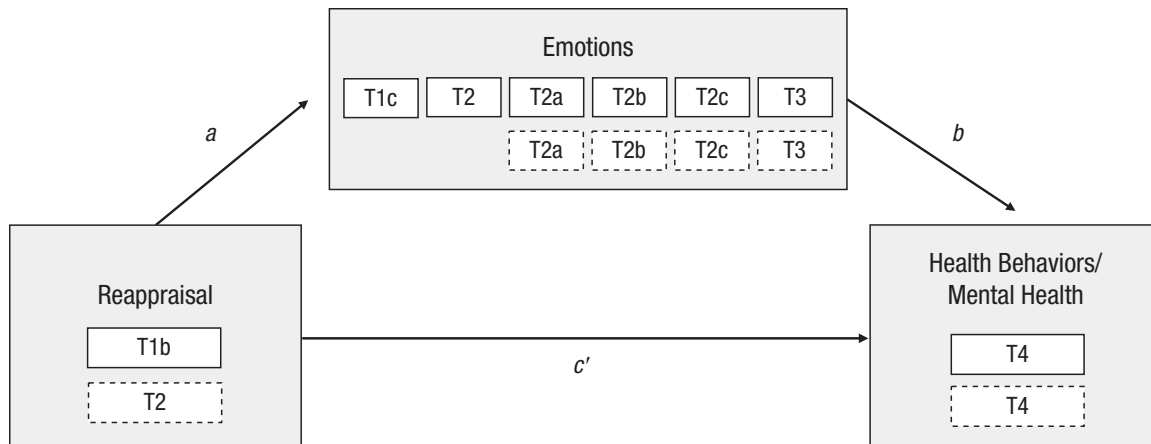 Emotions
T1c T2 T2a T2b T2c T3
T2a T2b T2c T3
a
b
Reappraisal
T1b
T2
c′
Health Behaviors/
Mental Health
T4
T4